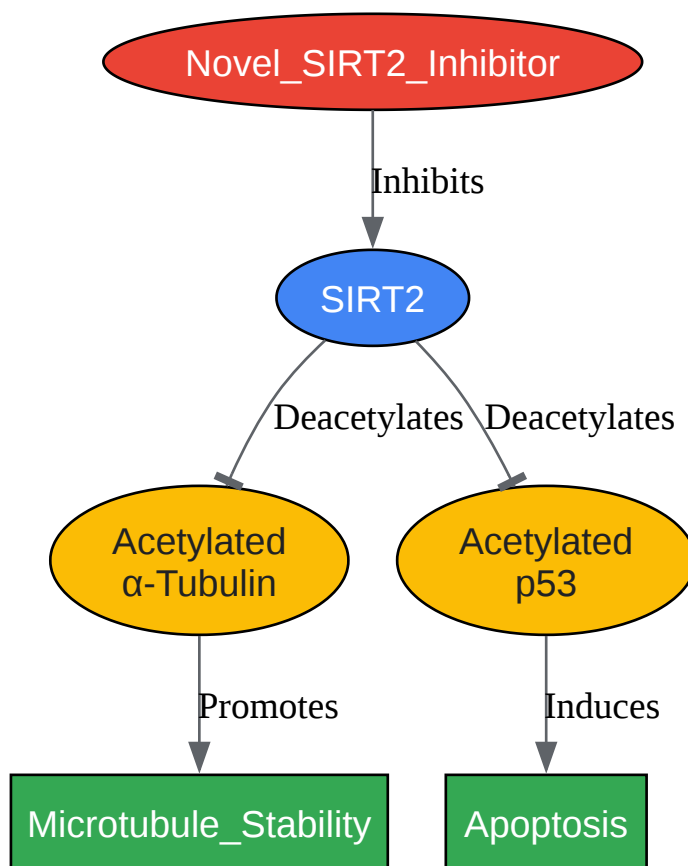 Novel_SIRT2_Inhibitor
Inhibits
SIRT2
Deacetylates
Deacetylates
Acetylated
α-Tubulin
Acetylated
p53
Promotes
Induces
Microtubule_Stability
Apoptosis